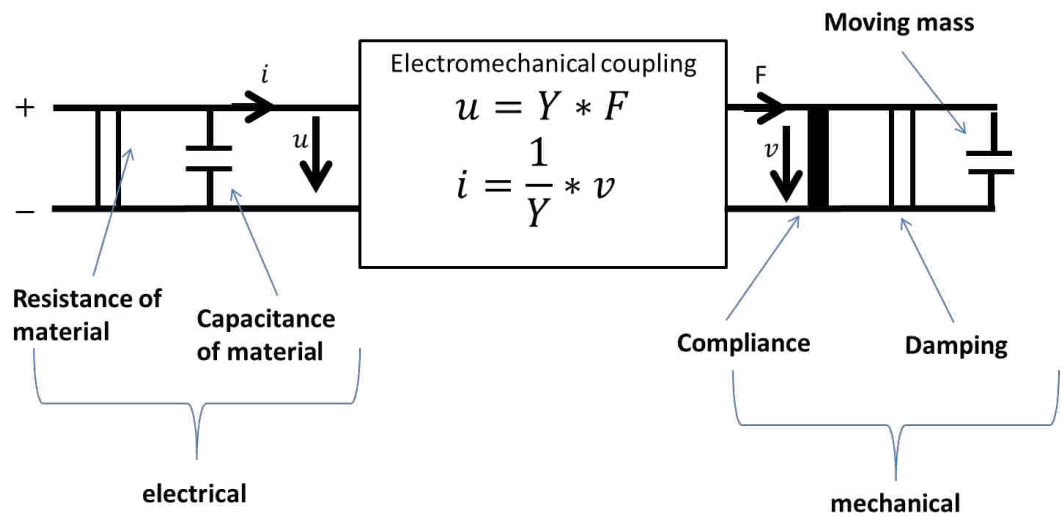 Moving mass
Electromechanical coupling
u = Y * F
i = 1/Y * v
+
i
u
−
F
v
Resistance of
material
Capacitance
of material
Compliance
Damping
electrical
mechanical